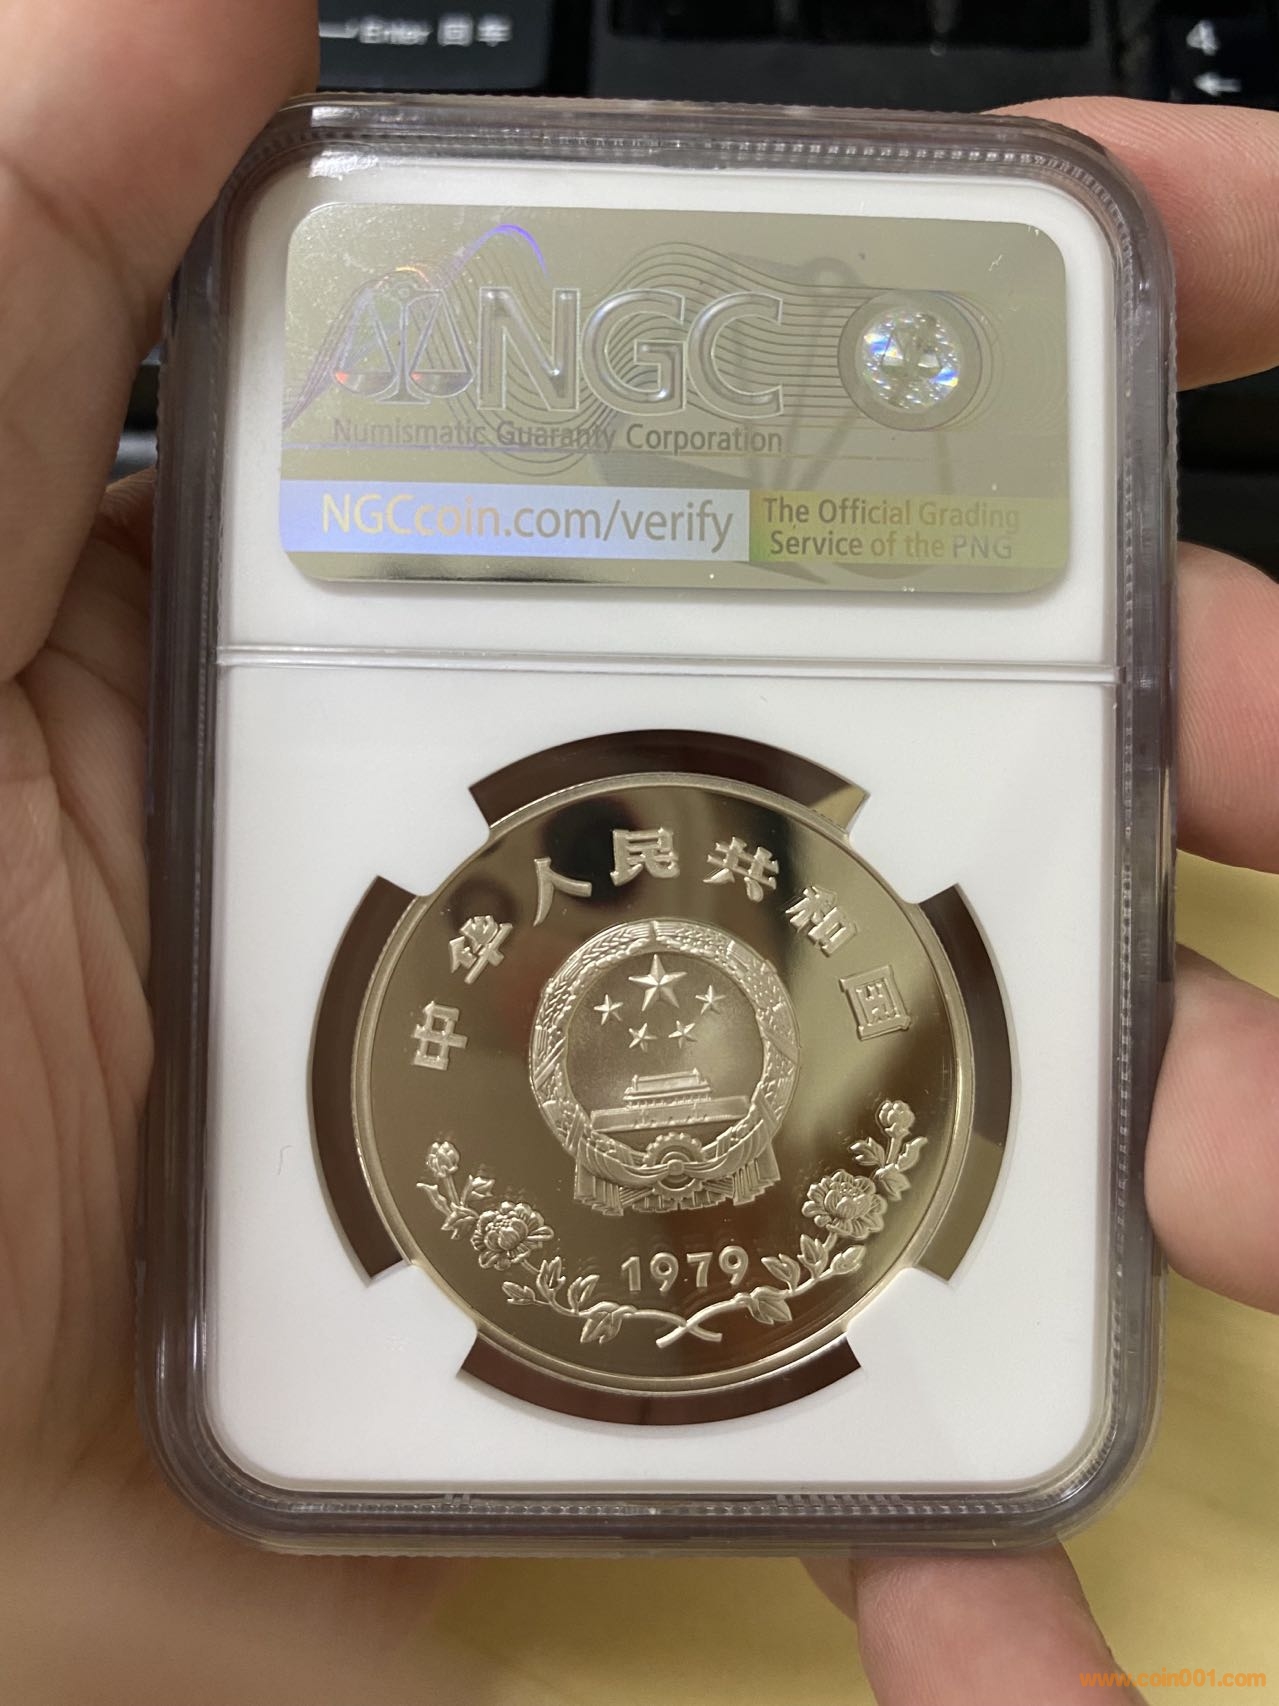 Enter 回车
4
←
NGC
Numismatic Guaranty Corporation
NGCcoin.com/verify
The Official Grading
Service of the PNG
中华人民共和国
1979
www.coin001.com